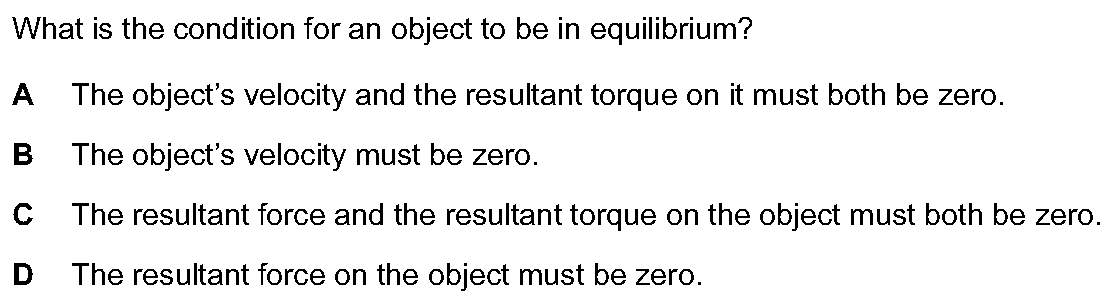 What is the condition for an object to be in equilibrium?
A The object’s velocity and the resultant torque on it must both be zero.
B The object’s velocity must be zero.
C The resultant force and the resultant torque on the object must both be zero.
D The resultant force on the object must be zero.